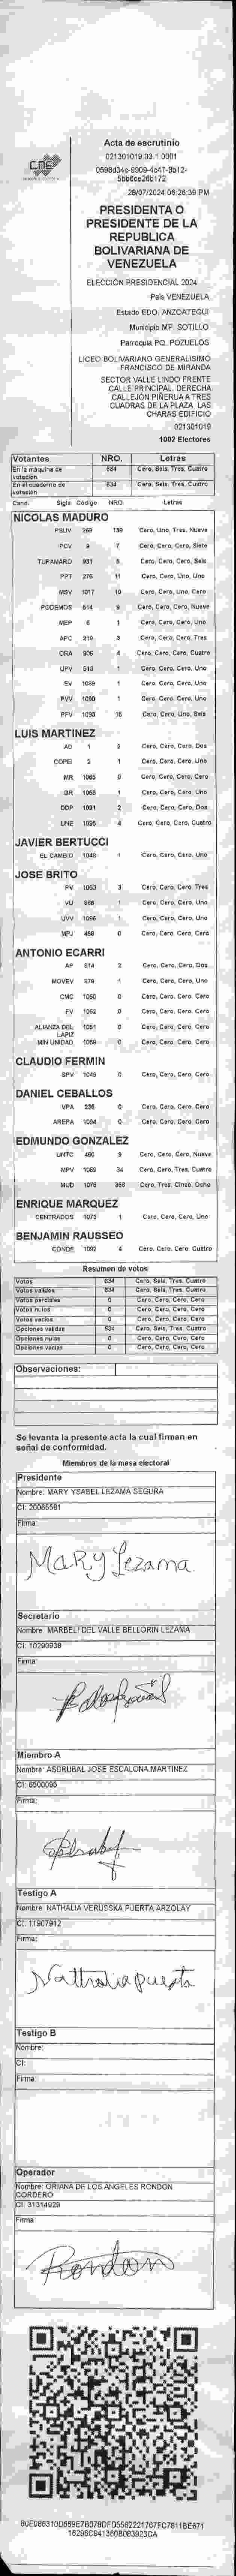 CNE
Acta de escrutinio
021301019.03.1.0001
28/07/2024 06:26:39 PM
PRESIDENTA O
PRESIDENTE DE LA
REPUBLICA
BOLIVARIANA DE
VENEZUELA
ELECCIÓN PRESIDENCIAL 2024
País VENEZUELA
Estado EDO. ANZOATEGUI
Municipio MP. SOTILLO
Parroquia PQ. POZUELOS
LICEO BOLIVARIANO GENERALISIMO
FRANCISCO DE MIRANDA
SECTOR VALLE LINDO FRENTE
CALLE PRINCIPAL. DERECHA
CALLEJÓN PIÑERUA A TRES
CUADRAS DE LA PLAZA LAS
CHARAS EDIFICIO
021301019
1002 Electores
Votantes NRO. Letras
En la máquina de votación 634 Cero, Seis, Tres, Cuatro
En el cuaderno de votación 634 Cero, Seis, Tres, Cuatro
Cand. Sigla Código NRO Letras
NICOLAS MADURO
PSUV 269 139 Cero, Uno, Tres, Nueve
PCV 7 Cero, Cero, Cero, Siete
TUPAMARO 931 6 Cero, Cero, Cero, Seis
PPT 276 11 Cero, Cero, Uno, Uno
MSV 1017 10 Cero, Cero, Uno, Cero
PODEMOS 514 9 Cero, Cero, Cero, Nueve
MEP 6 1 Cero, Cero, Cero, Uno
APC 219 3 Cero, Cero, Cero, Tres
ORA 906 4 Cero, Cero, Cero, Cuatro
UPV 513 1 Cero, Cero, Cero, Uno
EV 1089 1 Cero, Cero, Cero, Uno
PVV 1000 1 Cero, Cero, Cero, Uno
PFV 1093 16 Cero, Cero, Uno, Seis
LUIS MARTINEZ
AD 1 2 Cero, Cero, Cero, Dos
COPEI 2 1 Cero, Cero, Cero, Uno
MR 1065 0 Cero, Cero, Cero, Cero
BR 1066 1 Cero, Cero, Cero, Uno
DDP 1091 2 Cero, Cero, Cero, Dos
UNE 1095 4 Cero, Cero, Cero, Cuatro
JAVIER BERTUCCI
EL CAMBIO 1048 1 Cero, Cero, Cero, Uno
JOSE BRITO
PV 1053 3 Cero, Cero, Cero, Tres
VU 1 Cero, Cero, Cero, Uno
UVV 1096 1 Cero, Cero, Cero, Uno
MPJ 459 0 Cero, Cero, Cero, Cero
ANTONIO ECARRI
AP 914 2 Cero, Cero, Cero, Dos
MOVEV 879 1 Cero, Cero, Cero, Uno
CMC 1050 0 Cero, Cero, Cero, Cero
FV 1052 0 Cero, Cero, Cero, Cero
ALIANZA DEL LAPIZ 1051 0 Cero, Cero, Cero, Cero
MIN UNIDAD 1069 0 Cero, Cero, Cero, Cero
CLAUDIO FERMIN
SPV 1049 0 Cero, Cero, Cero, Cero
DANIEL CEBALLOS
VPA 0 Cero, Cero, Cero, Cero
AREPA 1094 0 Cero, Cero, Cero, Cero
EDMUNDO GONZALEZ
UNTC 400 9 Cero, Cero, Cero, Nueve
MPV 1069 34 Cero, Cero, Tres, Cuatro
MUD 1075 358 Cero, Tres, Cinco, Ocho
ENRIQUE MARQUEZ
CENTRADOS 1073 1 Cero, Cero, Cero, Uno
BENJAMIN RAUSSEO
CONDE 1092 4 Cero, Cero, Cero, Cuatro
Resumen de votos
Votos 634 Cero, Seis, Tres, Cuatro
Votos válidos 634 Cero, Seis, Tres, Cuatro
Votos parciales 0 Cero, Cero, Cero, Cero
Votos nulos 0 Cero, Cero, Cero, Cero
Votos vacíos 0 Cero, Cero, Cero, Cero
Opciones válidas 634 Cero, Seis, Tres, Cuatro
Opciones nulas 0 Cero, Cero, Cero, Cero
Opciones vacías 0 Cero, Cero, Cero, Cero
Observaciones:
Se levanta la presente acta la cual firman en
señal de conformidad.
Miembros de la mesa electoral
Presidente
Nombre: MARY YSABEL LEZAMA SEGURA
CI: 20065581
Firma:
Mary Lezama
Secretario
Nombre: MARBELI DEL VALLE BELLORIN LEZAMA
CI: 10290938
Firma:
Miembro A
Nombre: ASDRUBAL JOSE ESCALONA MARTINEZ
CI: 6500095
Firma:
Testigo A
Nombre: NATHALIA VERUSSKA PUERTA ARZOLAY
CI: 11907912
Firma:
Nathalia puerta
Testigo B
Nombre:
CI:
Firma:
Operador
Nombre: ORIANA DE LOS ANGELES RONDON
CORDERO
CI: 31314929
Firma:
Rondon